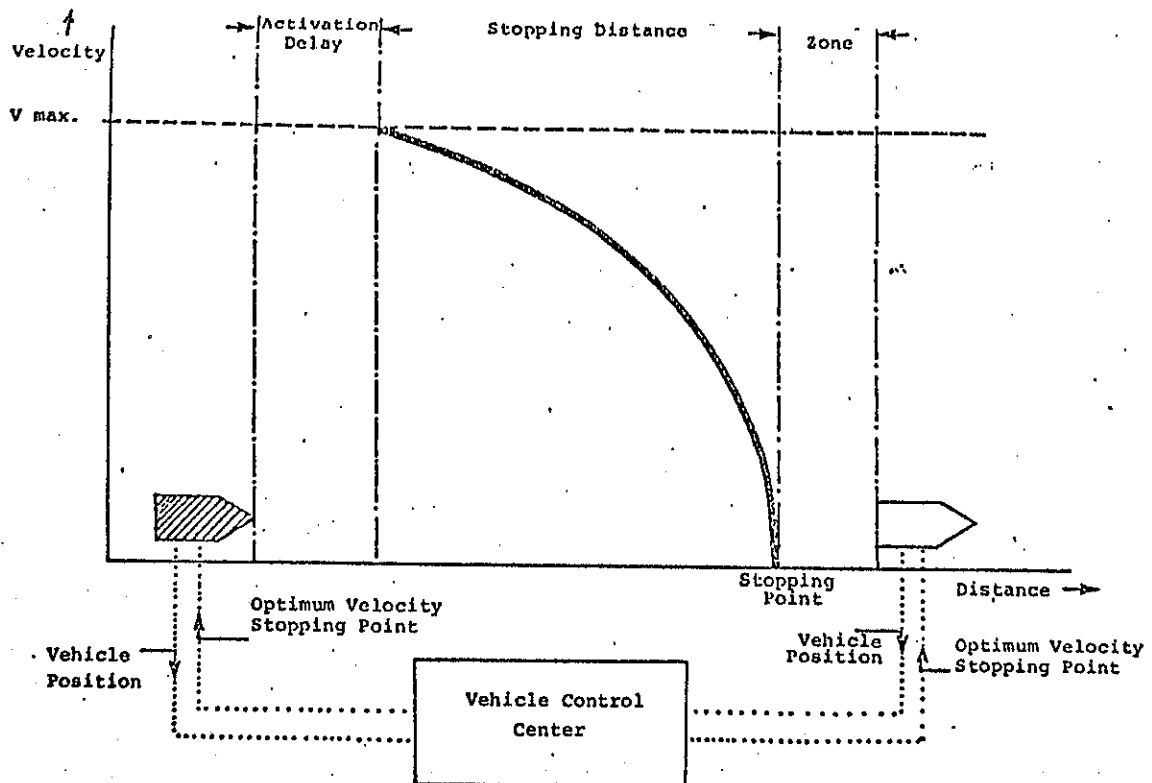 Activation
Delay
Stopping Distance
Zone
Velocity
V max.
Stopping
Point
Distance
Optimum Velocity
Stopping Point
Vehicle
Position
Vehicle
Position
Optimum Velocity
Stopping Point
Vehicle Control
Center